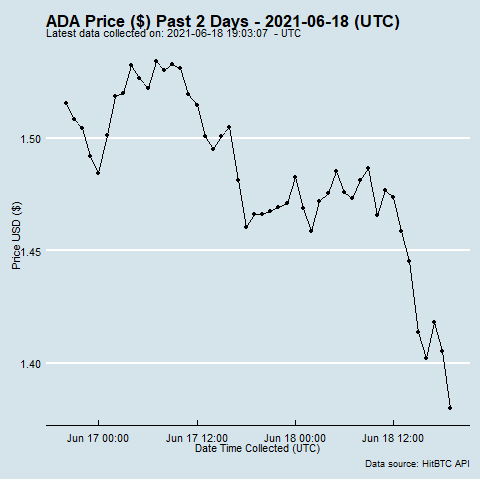 ADA Price ($) Past 2 Days - 2021-06-18 (UTC)
Latest data collected on: 2021-06-18 19:03:07  - UTC
1.50
1.45
1.40
Price USD ($)
Jun 17 00:00
Jun 17 12:00
Jun 18 00:00
Jun 18 12:00
Date Time Collected (UTC)
Data source: HitBTC API